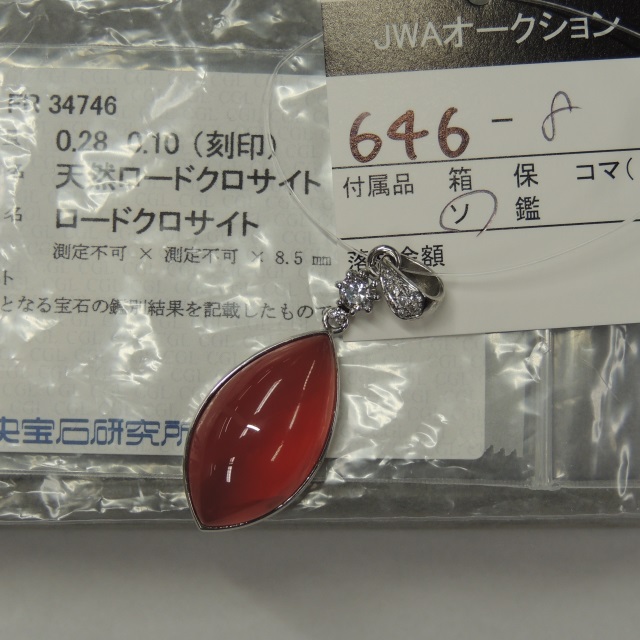 JWAオークション
646-8
付属品 箱 保 コマ(
ソ 鑑
金額
34746
0.28 0.10 (刻印)
天然ロードクロサイト
名 ロードクロサイト
測定不可 × 測定不可 × 8.5 mm
ト
となる宝石の鑑別結果を記載したもので
央宝石研究所